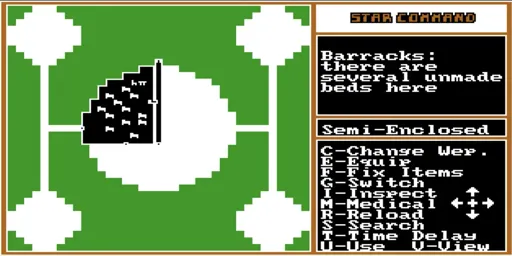 STAR COMMAND
Barracks:
there are
several unmade
beds here
Semi-Enclosed
C-Change Wep.
E-Equip
F-Fix Items
G-Switch
I-Inspect
M-Medical
R-Reload
S-Search
T-Time Delay
U-Use V-View